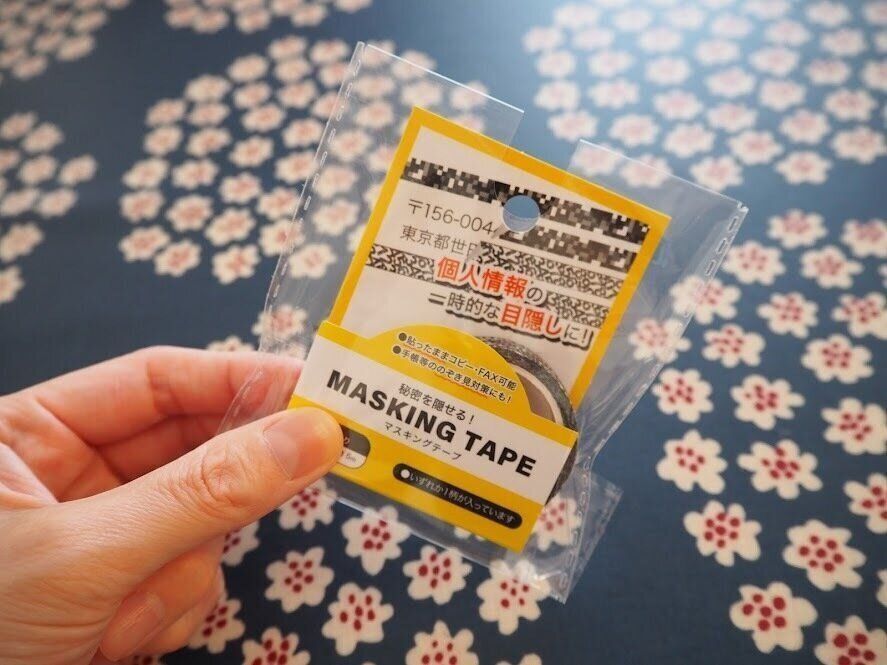 〒156-004
東京都世田
個人情報の
一時的な目隠しに!
●貼ったままコピー・FAX可能
●手帳等ののぞき見対策にも!
秘密を隠せる!
MASKING TAPE
マスキングテープ
●いずれか1柄が入っています